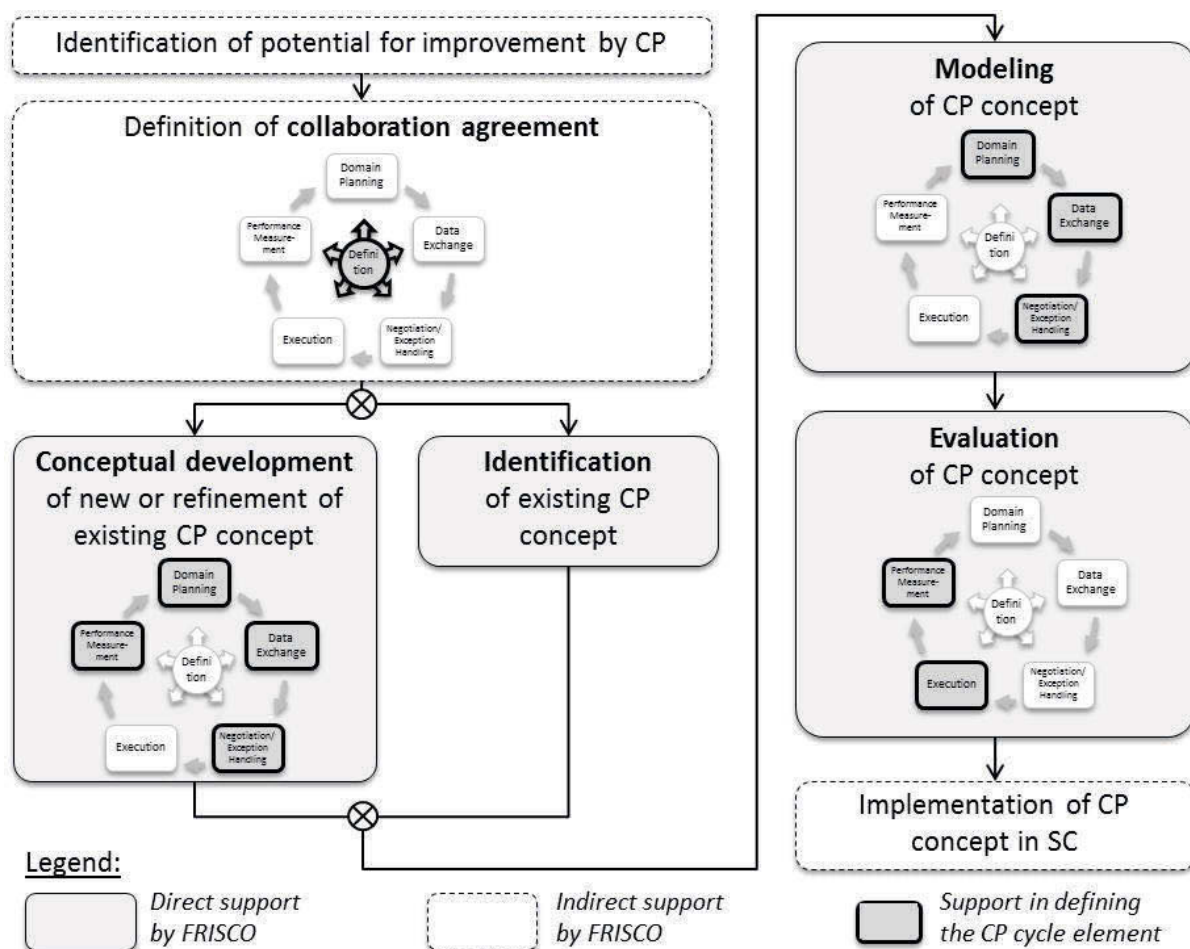 Identification of potential for improvement by CP
Definition of collaboration agreement
Domain
Planning
Performance
Measure-
ment
Data
Exchange
Defini
tion
Execution
Negotiation/
Exception
Handling
Conceptual development
of new or refinement of
existing CP concept
Domain
Planning
Performance
Measure-
ment
Data
Exchange
Defini
tion
Execution
Negotiation/
Exception
Handling
Identification
of existing CP
concept
Modeling
of CP concept
Domain
Planning
Performance
Measure-
ment
Data
Exchange
Defini
tion
Execution
Negotiation/
Exception
Handling
Evaluation
of CP concept
Domain
Planning
Performance
Measure-
ment
Data
Exchange
Defini
tion
Execution
Negotiation/
Exception
Handling
Implementation of CP
concept in SC
Legend:
Direct support
by FRISCO
Indirect support
by FRISCO
Support in defining
the CP cycle element